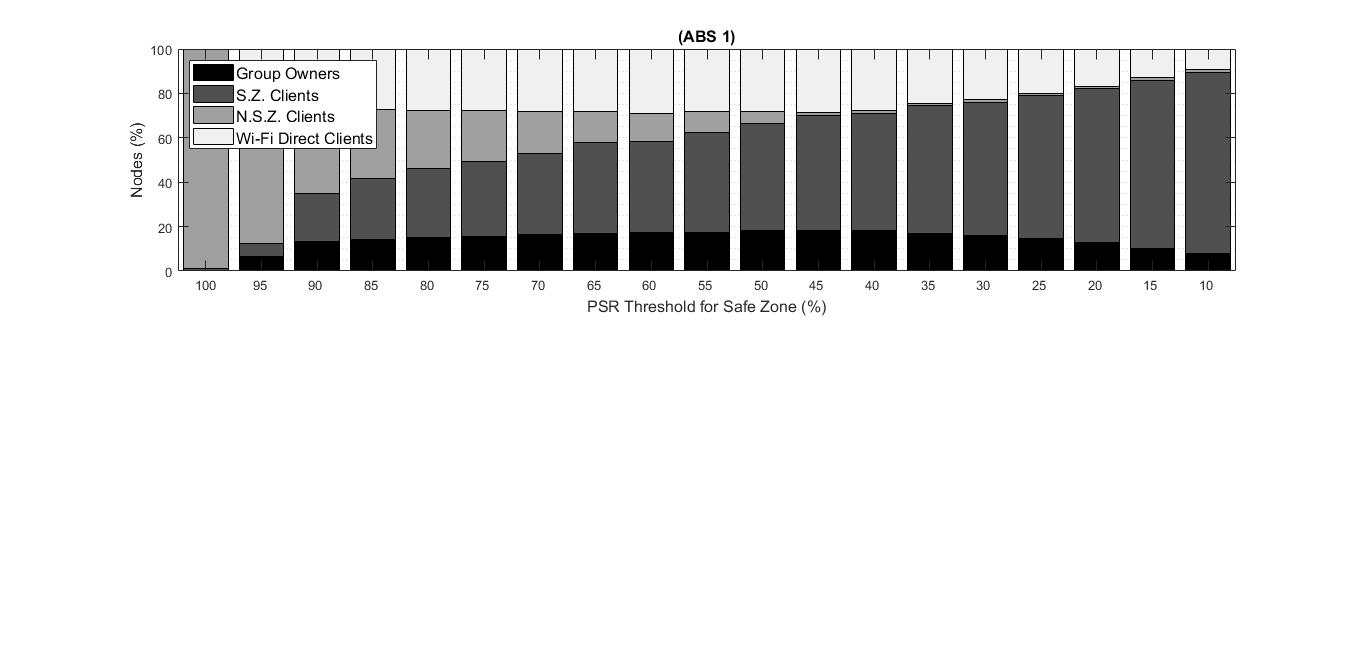 (ABS 1)
100
80
60
40
20
0
Nodes (%)
Group Owners
S.Z. Clients
N.S.Z. Clients
Wi-Fi Direct Clients
100 95 90 85 80 75 70 65 60 55 50 45 40 35 30 25 20 15 10
PSR Threshold for Safe Zone (%)